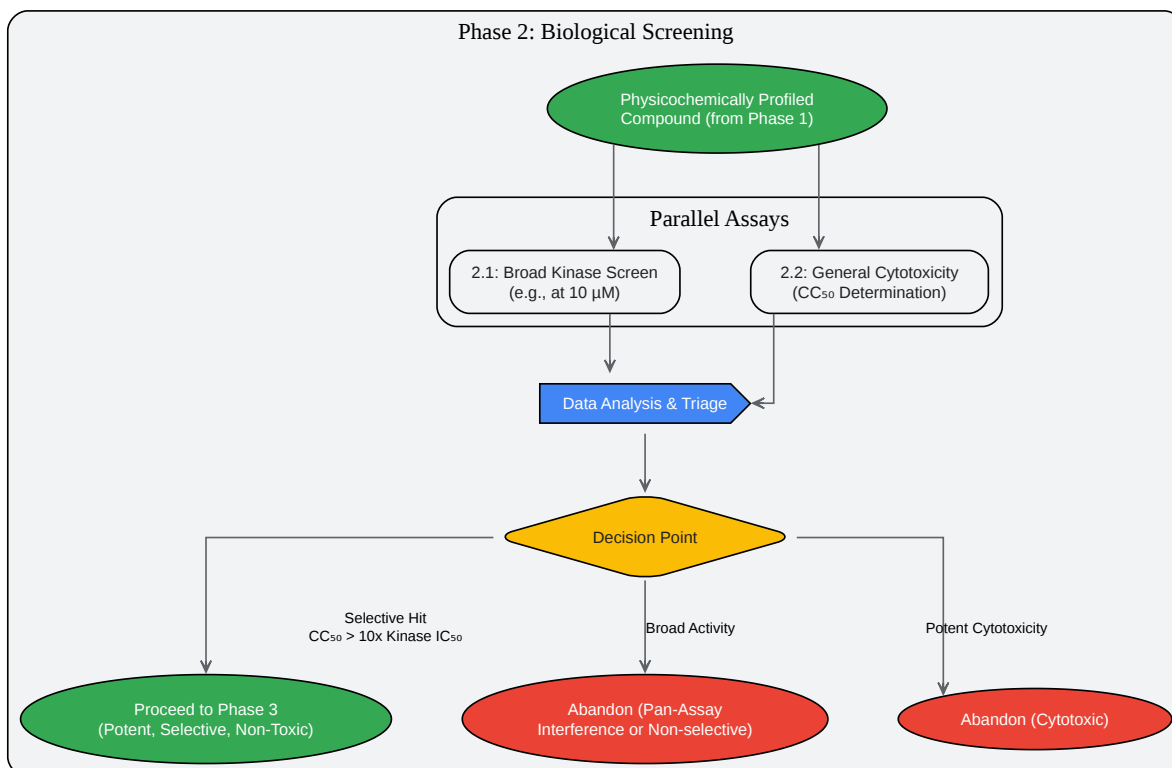 Phase 2: Biological Screening
Physicochemically Profiled
Compound (from Phase 1)
Parallel Assays
2.1: Broad Kinase Screen
(e.g., at 10 µM)
2.2: General Cytotoxicity
(CC₅₀ Determination)
Data Analysis & Triage
Decision Point
Selective Hit
CC₅₀ > 10x Kinase IC₅₀
Broad Activity
Potent Cytotoxicity
Proceed to Phase 3
(Potent, Selective, Non-Toxic)
Abandon (Pan-Assay
Interference or Non-selective)
Abandon (Cytotoxic)